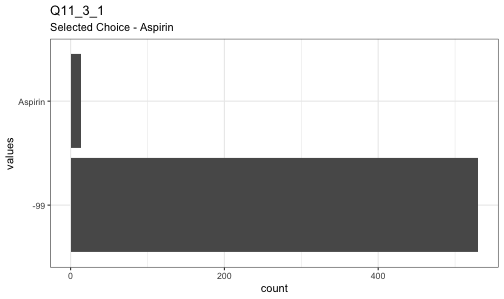 Q11_3_1
Selected Choice - Aspirin
values
Aspirin
-99
0
200
400
count